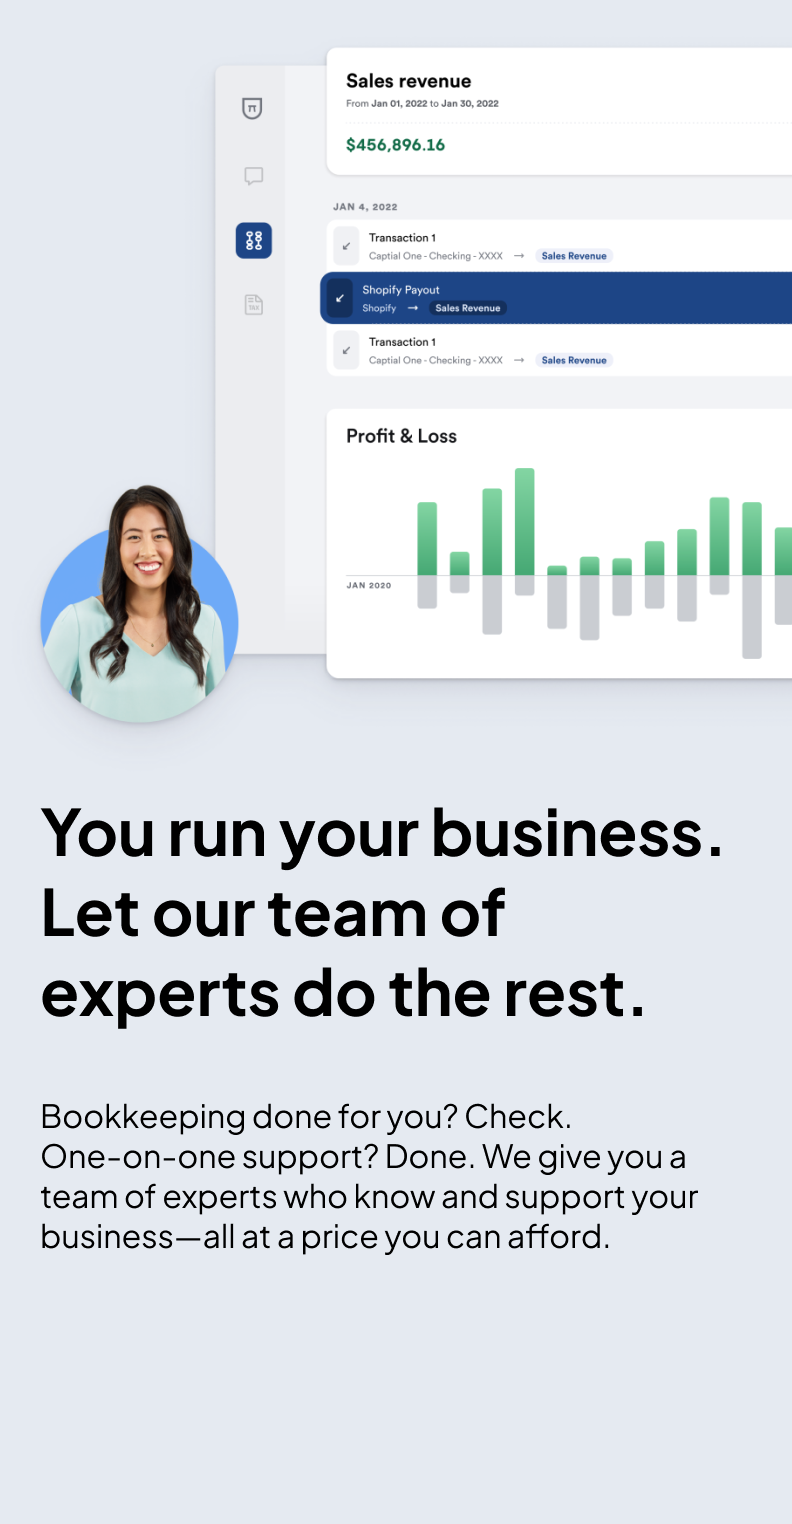 Sales revenue
From Jan 01, 2022 to Jan 30, 2022
$456,896.16
JAN 4, 2022
Transaction 1
Captial One - Checking - XXXX → Sales Revenue
Shopify Payout
Shopify → Sales Revenue
Transaction 1
Captial One - Checking - XXXX → Sales Revenue
TAX
Profit & Loss
JAN 2020
You run your business.
Let our team of
experts do the rest.
Bookkeeping done for you? Check.
One-on-one support? Done. We give you a
team of experts who know and support your
business—all at a price you can afford.